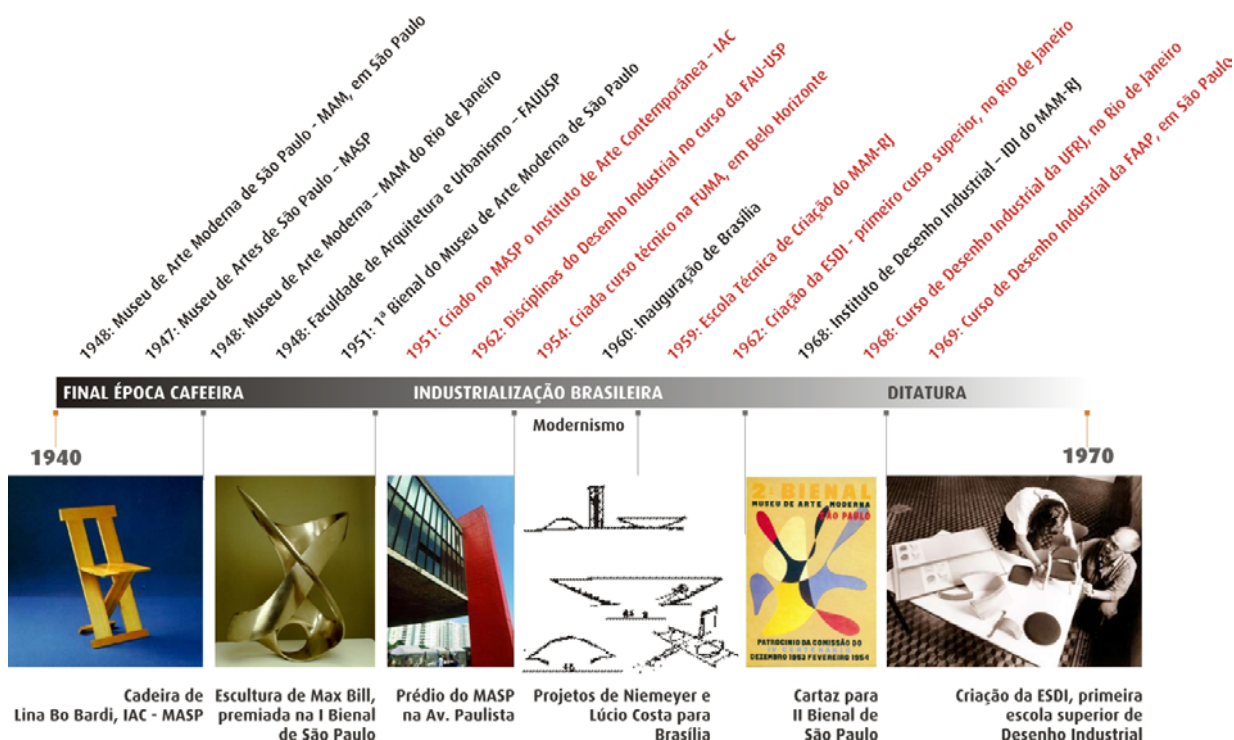 1948: Museu de Arte Moderna de São Paulo - MAM, em São Paulo
1947: Museu de Artes de São Paulo - MASP
1948: Museu de Arte Moderna - MAM do Rio de Janeiro
1948: Faculdade de Arquitetura e Urbanismo - FAUUSP
1951: 1ª Bienal do Museu de Arte Moderna de São Paulo
1951: Criado no MASP o Instituto de Arte Contemporânea - IAC
1962: Disciplinas do Desenho Industrial no curso da FAU-USP
1954: Criada curso técnico na FUMA, em Belo Horizonte
1960: Inauguração de Brasília
1959: Escola Técnica de Criação do MAM-RJ
1962: Criação da ESDI - primeiro curso superior, no Rio de Janeiro
1968: Instituto de Desenho Industrial - IDI do MAM-RJ
1968: Curso de Desenho Industrial da UFRJ, no Rio de Janeiro
1969: Curso de Desenho Industrial da FAAP, em São Paulo
FINAL ÉPOCA CAFEEIRA
INDUSTRIALIZAÇÃO BRASILEIRA
DITATURA
Modernismo
1940
1970
2ª BIENAL
MUSEU DE ARTE MODERNA
SÃO PAULO
PATROCINIO DA COMISSÃO DO
IV CENTENARIO
DEZEMBRO 1953 FEVEREIRO 1954
Cadeira de
Lina Bo Bardi, IAC - MASP
Escultura de Max Bill,
premiada na I Bienal
de São Paulo
Prédio do MASP
na Av. Paulista
Projetos de Niemeyer e
Lúcio Costa para
Brasília
Cartaz para
II Bienal de
São Paulo
Criação da ESDI, primeira
escola superior de
Desenho Industrial